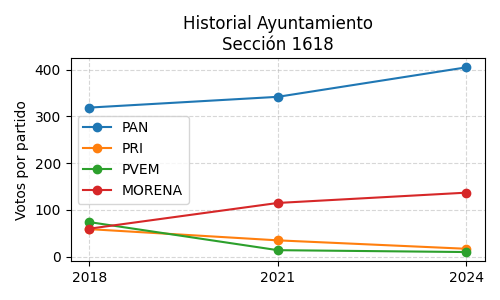 Historial Ayuntamiento
Sección 1618
Votos por partido
400
300
200
100
0
PAN
PRI
PVEM
MORENA
2018
2021
2024